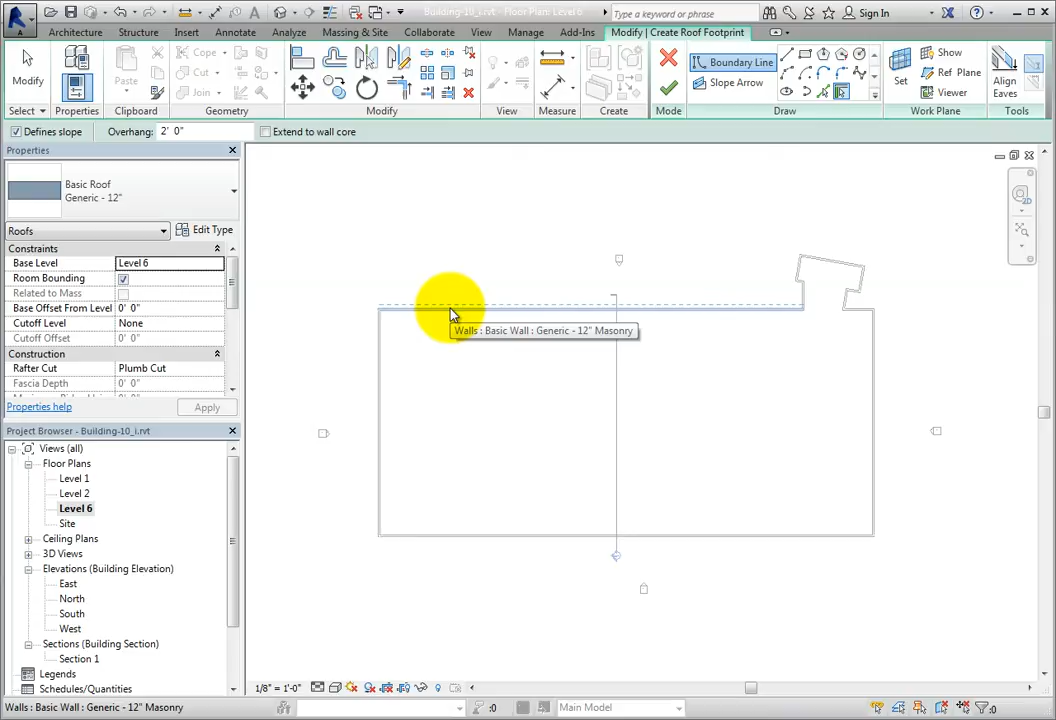 Building-10_i.rvt - Floor Plan: Level 6
Type a keyword or phrase
Sign In
Architecture
Structure
Insert
Annotate
Analyze
Massing & Site
Collaborate
View
Manage
Add-Ins
Modify | Create Roof Footprint
Modify
Paste
Cope
Cut
Join
Boundary Line
Slope Arrow
Set
Show
Ref Plane
Viewer
Align
Eaves
Select
Properties
Clipboard
Geometry
Modify
View
Measure
Create
Mode
Draw
Work Plane
Tools
Defines slope
Overhang: 2' 0"
Extend to wall core
Properties
Basic Roof
Generic - 12"
Roofs
Edit Type
Constraints
Base Level Level 6
Room Bounding
Related to Mass
Base Offset From Level 0' 0"
Cutoff Level None
Cutoff Offset 0' 0"
Construction
Rafter Cut Plumb Cut
Fascia Depth 0' 0"
Properties help
Apply
Project Browser - Building-10_i.rvt
Views (all)
Floor Plans
Level 1
Level 2
Level 6
Site
Ceiling Plans
3D Views
Elevations (Building Elevation)
East
North
South
West
Sections (Building Section)
Section 1
Legends
Schedules/Quantities
Walls : Basic Wall : Generic - 12" Masonry
1/8" = 1'-0"
Walls : Basic Wall : Generic - 12" Masonry
:0
Main Model
:0